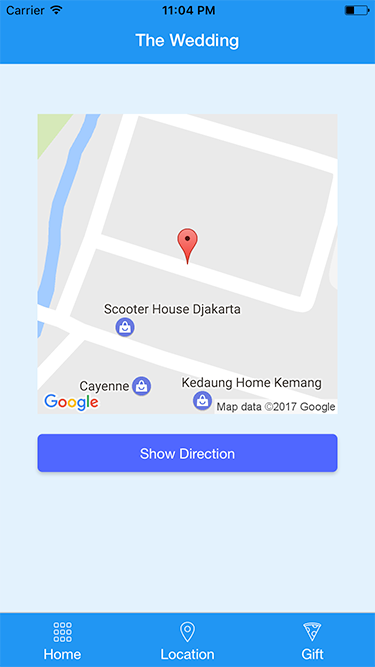 Carrier 11:04 PM
The Wedding
Scooter House Djakarta
Cayenne
Kedaung Home Kemang
Google
Map data ©2017 Google
Show Direction
Home Location Gift